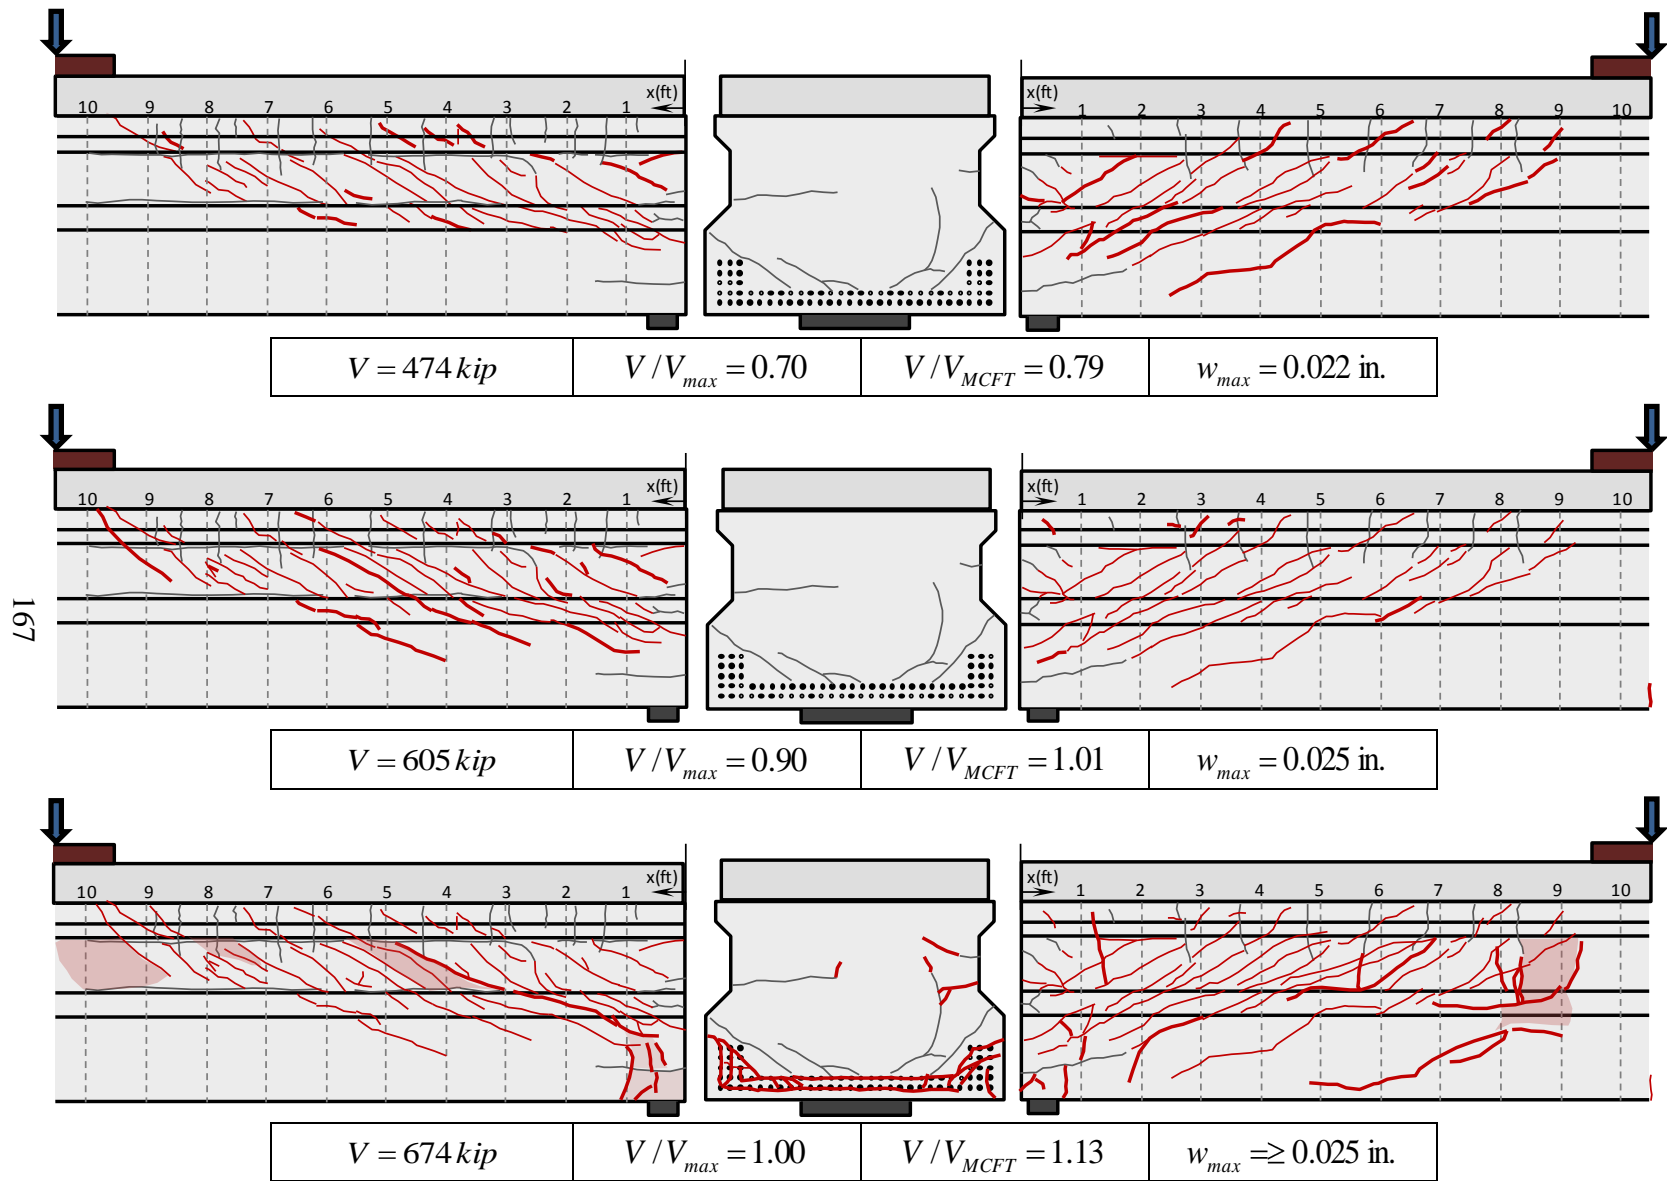 10 9 8 7 6 5 4 3 2 1 x(ft)
x(ft) 1 2 3 4 5 6 7 8 9 10
V = 474 kip V/V_max = 0.70 V/V_MCFT = 0.79 w_max = 0.022 in.
10 9 8 7 6 5 4 3 2 1 x(ft)
x(ft) 1 2 3 4 5 6 7 8 9 10
167
V = 605 kip V/V_max = 0.90 V/V_MCFT = 1.01 w_max = 0.025 in.
10 9 8 7 6 5 4 3 2 1 x(ft)
x(ft) 1 2 3 4 5 6 7 8 9 10
V = 674 kip V/V_max = 1.00 V/V_MCFT = 1.13 w_max =≥ 0.025 in.